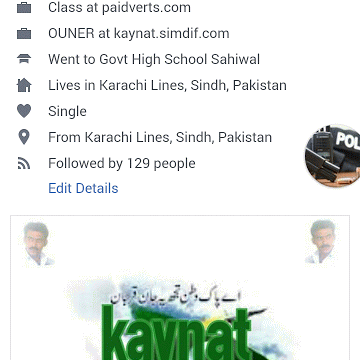 Class at paidverts.com
OUNER at kaynat.simdif.com
Went to Govt High School Sahiwal
Lives in Karachi Lines, Sindh, Pakistan
Single
From Karachi Lines, Sindh, Pakistan
Followed by 129 people
POL
Edit Details
اے پاک وطن تجھ پہ جان قربان
kaynat